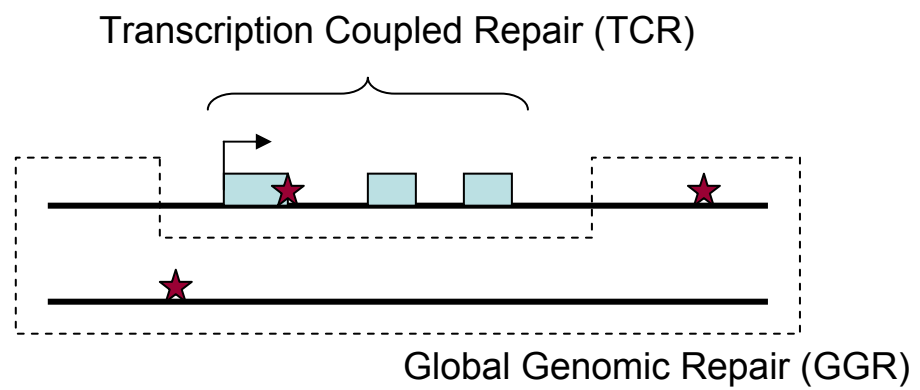 Transcription Coupled Repair (TCR)
Global Genomic Repair (GGR)